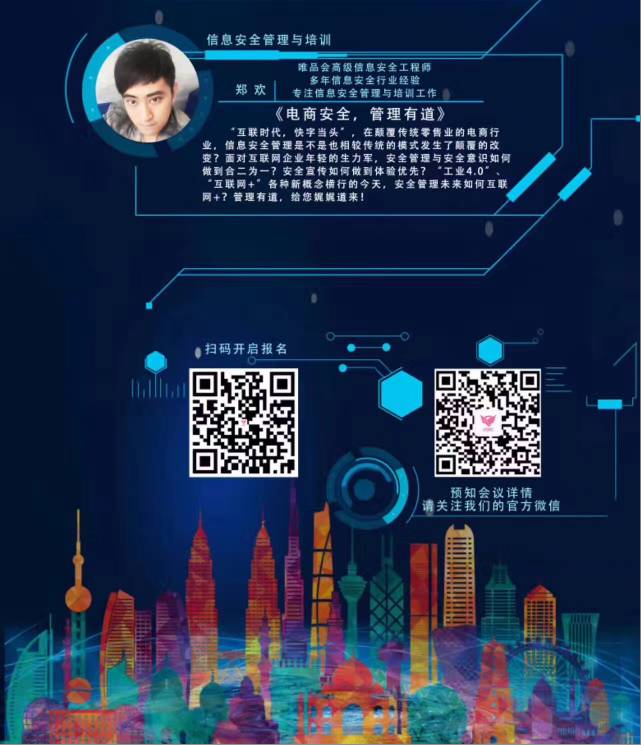 信息安全管理与培训
唯品会高级信息安全工程师
多年信息安全行业经验
郑 欢
专注信息安全管理与培训工作
《电商安全，管理有道》
“互联时代，快字当头”，在颠覆传统零售业的电商行
业，信息安全管理是不是也相较传统的模式发生了颠覆的改
变？面对互联网企业年轻的生力军，安全管理与安全意识如何
做到合二为一？安全宣传如何做到体验优先？“工业4.0”、
“互联网+”各种新概念横行的今天，安全管理未来如何互联
网+？管理有道，给您娓娓道来！
扫码开启报名
预知会议详情
请关注我们的官方微信